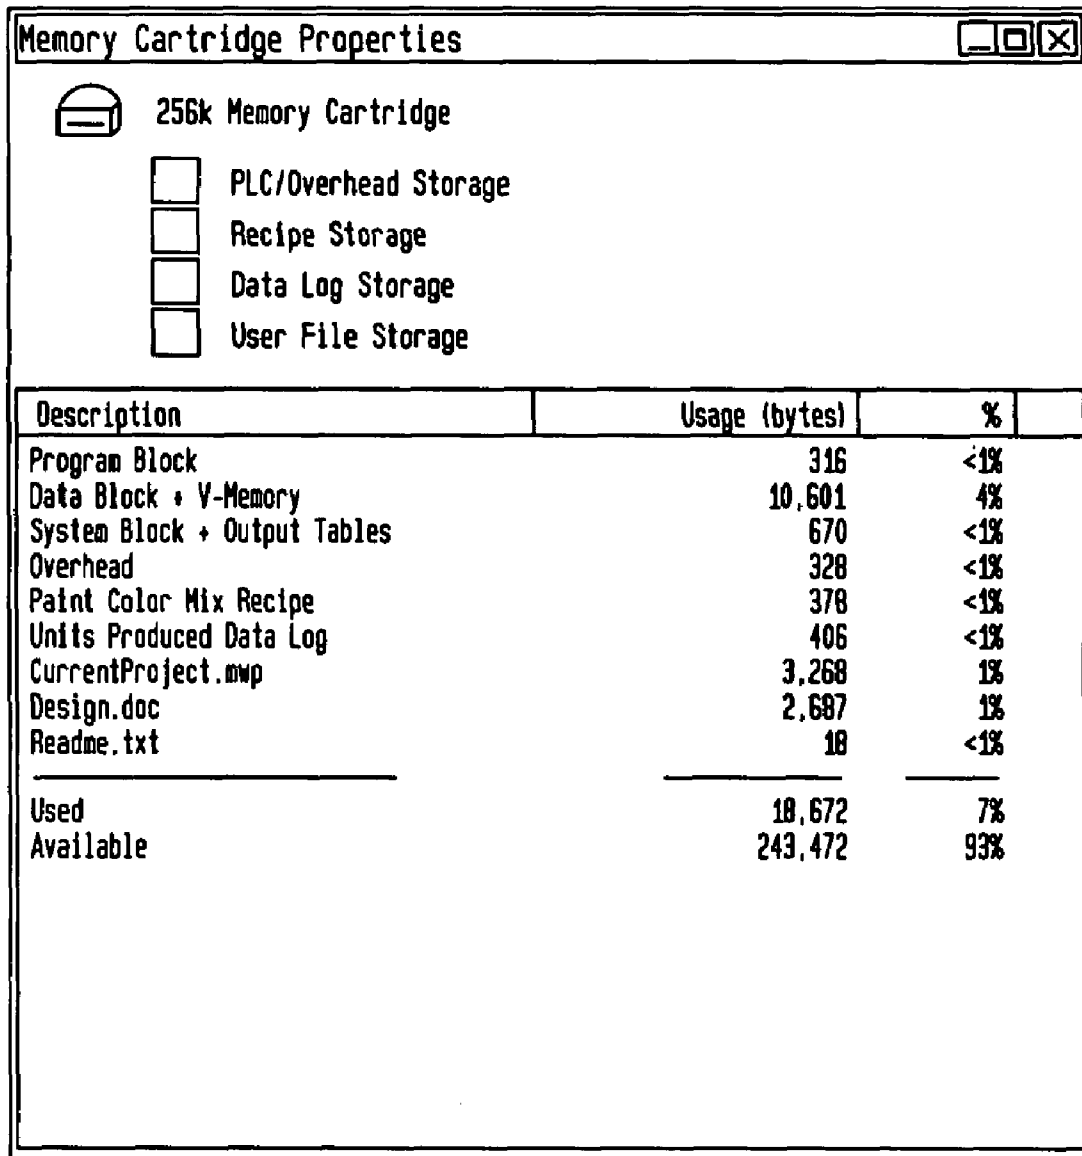 Memory Cartridge Properties
256k Memory Cartridge
PLC/Overhead Storage
Recipe Storage
Data Log Storage
User File Storage
Description Usage (bytes) %
Program Block 316 <1%
Data Block + V-Memory 10,601 4%
System Block + Output Tables 670 <1%
Overhead 328 <1%
Paint Color Mix Recipe 378 <1%
Units Produced Data Log 406 <1%
CurrentProject.mwp 3,268 1%
Design.doc 2,687 1%
Readme.txt 18 <1%
Used 18,672 7%
Available 243,472 93%